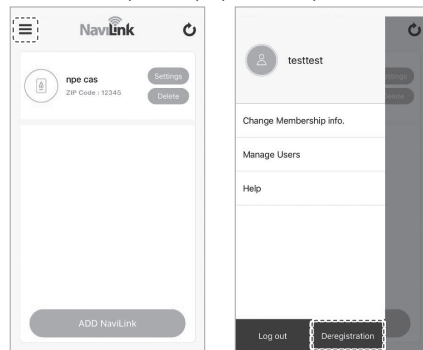 NaviLink
npe cas
ZIP Code : 12345
Settings
Delete
ADD NaviLink
testtest
Change Membership info.
Manage Users
Help
Log out
Deregistration